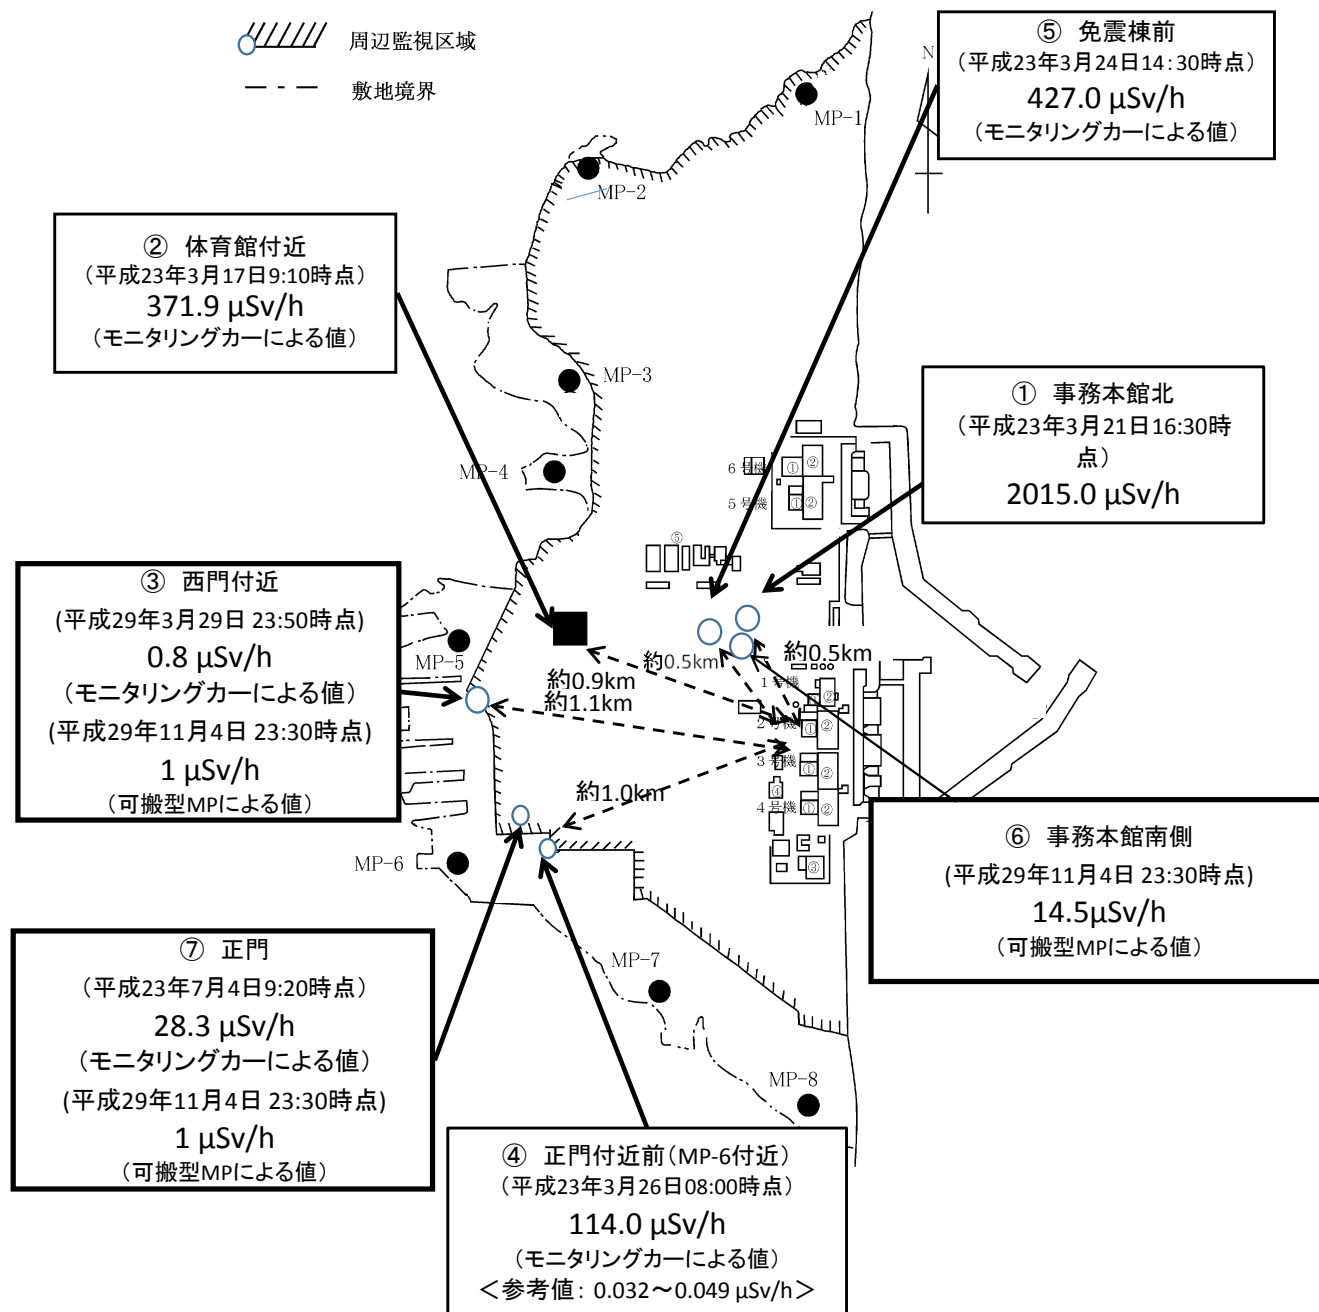 周辺監視区域
敷地境界
⑤ 免震棟前
（平成23年3月24日14：30時点）
427.0 μSv/h
（モニタリングカーによる値）
N
MP-1
MP-2
② 体育館付近
（平成23年3月17日9:10時点）
371.9 μSv/h
（モニタリングカーによる値）
MP-3
① 事務本館北
（平成23年3月21日16:30時
点）
2015.0 μSv/h
MP-4
6号機
① ②
5号機
① ②
⑤
③ 西門付近
(平成29年3月29日 23:50時点)
0.8 μSv/h
（モニタリングカーによる値）
(平成29年11月4日 23:30時点)
1 μSv/h
（可搬型MPによる値）
MP-5
約0.5km
約0.5km
約0.9km
約1.1km
1号機
②
2号機
① ②
3号機
① ②
約1.0km
④
4号機
① ②
③
MP-6
⑥ 事務本館南側
(平成29年11月4日 23:30時点)
14.5μSv/h
（可搬型MPによる値）
⑦ 正門
（平成23年7月4日9:20時点）
28.3 μSv/h
（モニタリングカーによる値）
(平成29年11月4日 23:30時点)
1 μSv/h
（可搬型MPによる値）
MP-7
MP-8
④ 正門付近前（MP-6付近）
（平成23年3月26日08:00時点）
114.0 μSv/h
（モニタリングカーによる値）
＜参考値： 0.032～0.049 μSv/h＞